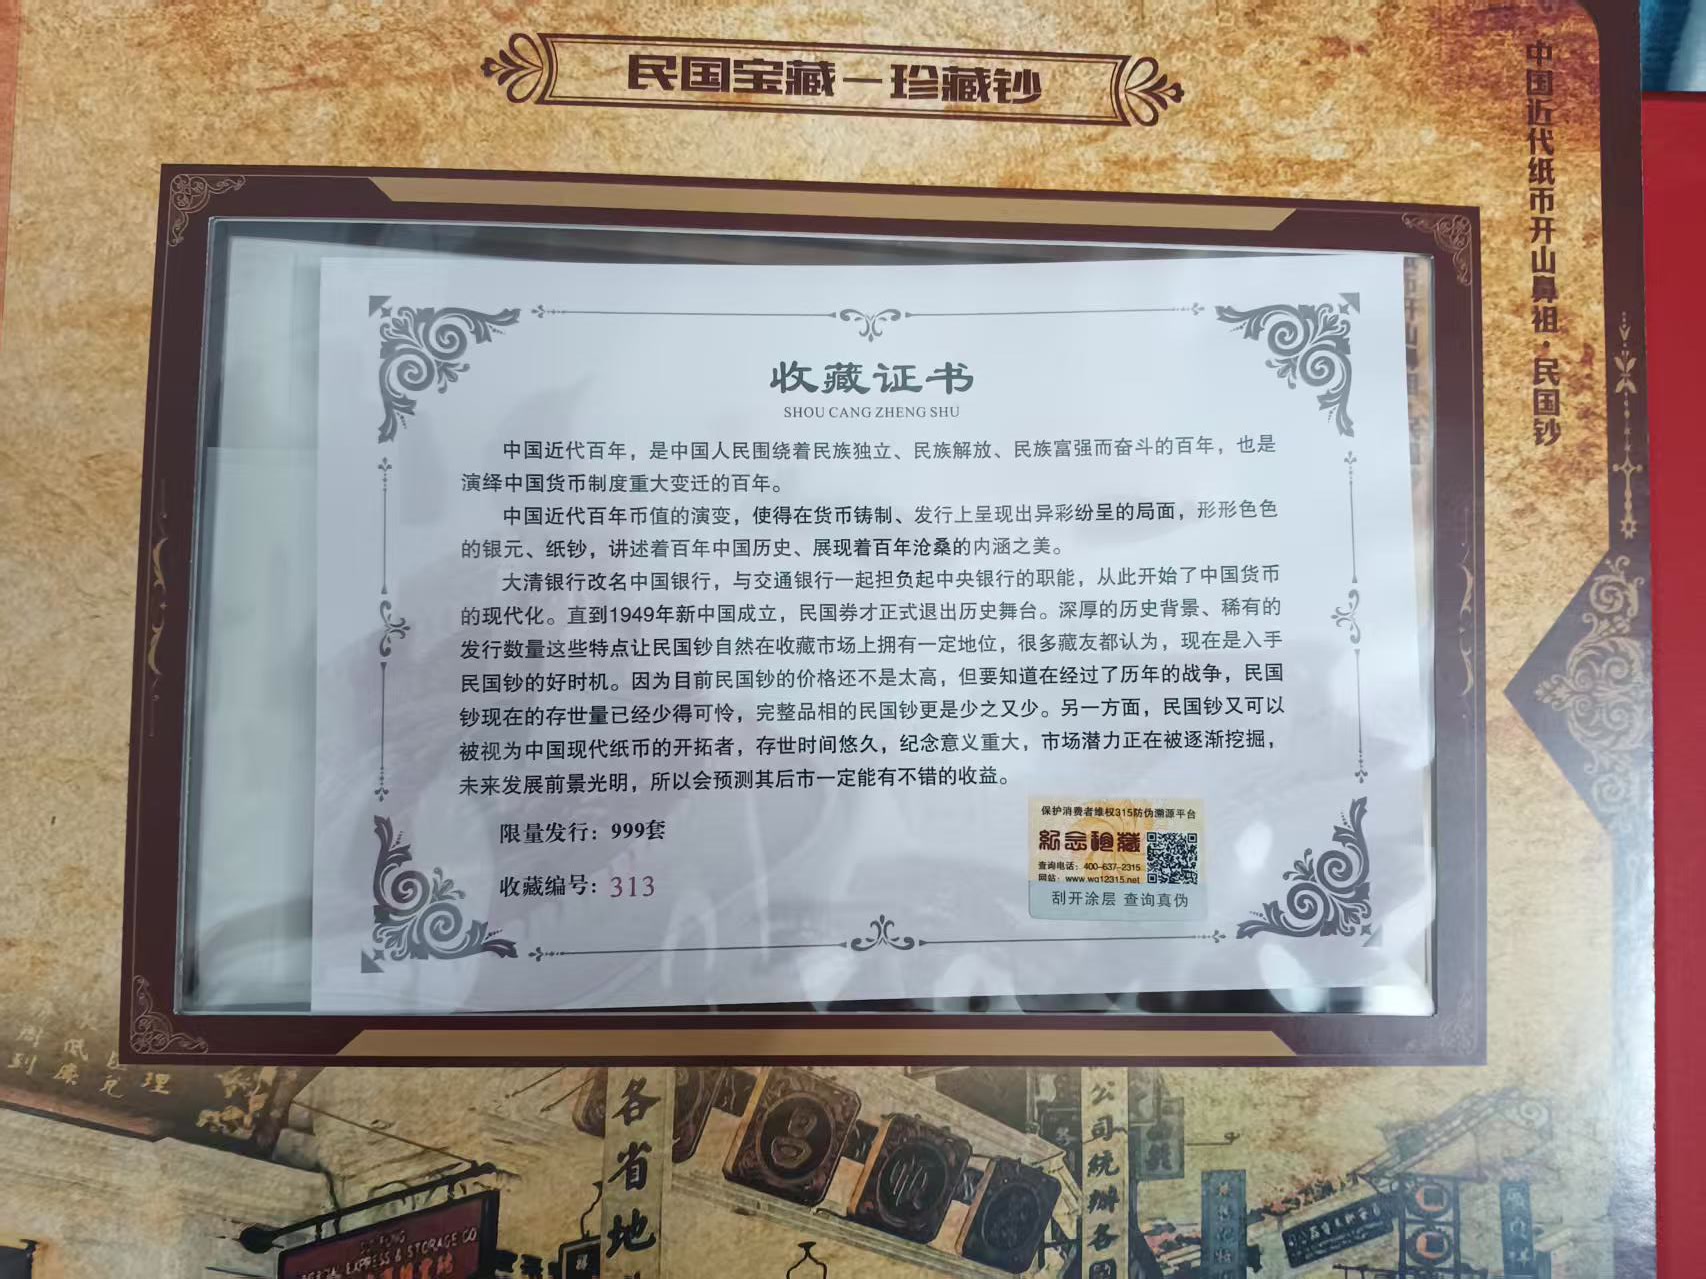 民国宝藏—珍藏钞
中国近代纸币开山鼻祖·民国钞
收藏证书
SHOU CANG ZHENG SHU
中国近代百年，是中国人民围绕着民族独立、民族解放、民族富强而奋斗的百年，也是
演绎中国货币制度重大变迁的百年。
中国近代百年币值的演变，使得在货币铸制、发行上呈现出异彩纷呈的局面，形形色色
的银元、纸钞，讲述着百年中国历史、展现着百年沧桑的内涵之美。
大清银行改名中国银行，与交通银行一起担负起中央银行的职能，从此开始了中国货币
的现代化。直到1949年新中国成立，民国券才正式退出历史舞台。深厚的历史背景、稀有的
发行数量这些特点让民国钞自然在收藏市场上拥有一定地位，很多藏友都认为，现在是入手
民国钞的好时机。因为目前民国钞的价格还不是太高，但要知道在经过了历年的战争，民国
钞现在的存世量已经少得可怜，完整品相的民国钞更是少之又少。另一方面，民国钞又可以
被视为中国现代纸币的开拓者，存世时间悠久，纪念意义重大，市场潜力正在被逐渐挖掘，
未来发展前景光明，所以会预测其后市一定能有不错的收益。
限量发行：999套
收藏编号：313
保护消费者维权315防伪溯源平台
查询电话：400-637-2315
网站：www.wq12315.net
刮开涂层 查询真伪
各省地
公司統辦各國
EXPRESS & STORAGE CO